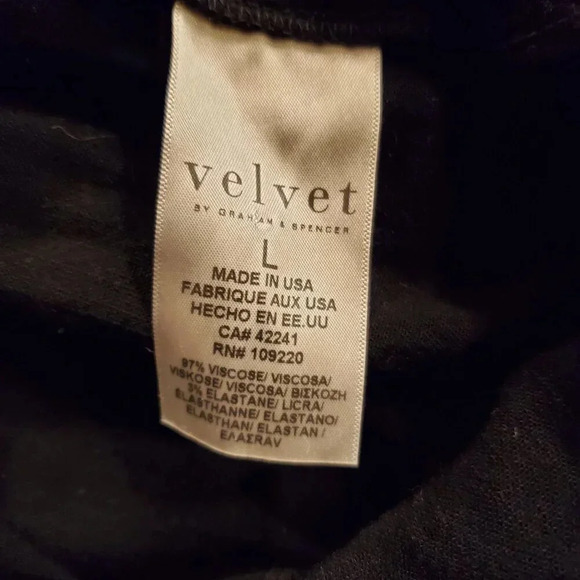 velvet
BY GRAHAM & SPENCER
L
MADE IN USA
FABRIQUE AUX USA
HECHO EN EE.UU
CA# 42241
RN# 109220
97% VISCOSE/ VISCOSA/
VISKOSE/ VISCOSA/ ΒΙΣΚΟΖΗ
3% ELASTANE/ LICRA/
ELASTHANNE/ ELASTANO/
ELASTHAN/ ELASTAN /
ΕΛΑΣΡΑV